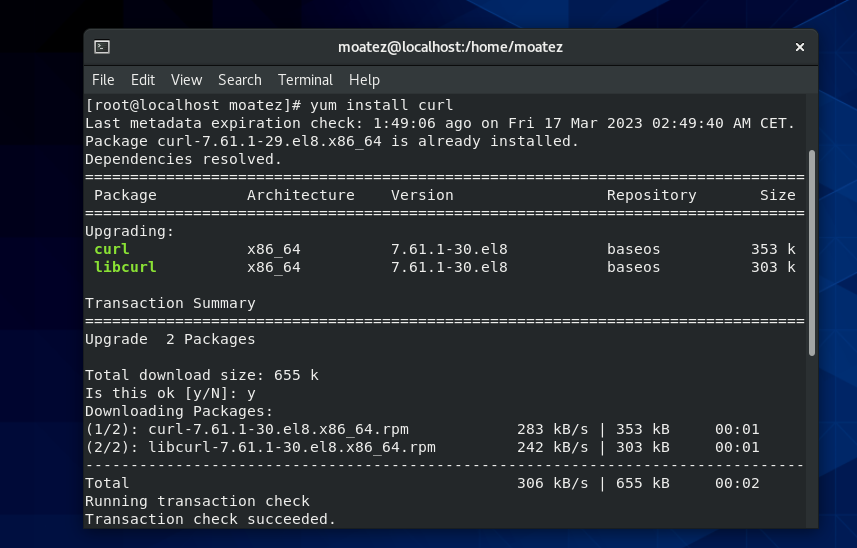 moatez@localhost:/home/moatez
File Edit View Search Terminal Help
[root@localhost moatez]# yum install curl
Last metadata expiration check: 1:49:06 ago on Fri 17 Mar 2023 02:49:40 AM CET.
Package curl-7.61.1-29.el8.x86_64 is already installed.
Dependencies resolved.
================================================================================
 Package          Architecture    Version                 Repository       Size
================================================================================
Upgrading:
 curl             x86_64          7.61.1-30.el8           baseos          353 k
 libcurl          x86_64          7.61.1-30.el8           baseos          303 k

Transaction Summary
================================================================================
Upgrade  2 Packages

Total download size: 655 k
Is this ok [y/N]: y
Downloading Packages:
(1/2): curl-7.61.1-30.el8.x86_64.rpm            283 kB/s | 353 kB     00:01
(2/2): libcurl-7.61.1-30.el8.x86_64.rpm         242 kB/s | 303 kB     00:01
--------------------------------------------------------------------------------
Total                                           306 kB/s | 655 kB     00:02
Running transaction check
Transaction check succeeded.